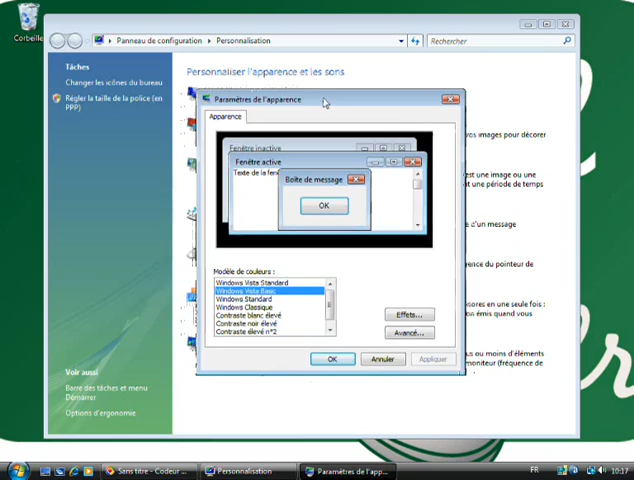 Corbeille
Panneau de configuration
Personnalisation
Rechercher
Tâches
Changer les icônes du bureau
Régler la taille de la police (en
PPP)
Personnaliser l'apparence et les sons
Paramètres de l'apparence
Apparence
Fenêtre inactive
Fenêtre active
Texte de la
Boîte de message
OK
Modèle de couleurs :
Windows Vista Standard
Windows Vista Basic
Windows Standard
Windows Classique
Contraste blanc élevé
Contraste noir élevé
Contraste élevé n°2
Effets...
Avancé...
OK
Annuler
Appliquer
vos images pour décorer
est une image ou une
it une période de temps
d'un message
geance du pointeur de
sores en une seule fois :
on émis quand vous
us ou moins d'éléments
moniteur (fréquence de
Voir aussi
Barre des tâches et menu
Démarrer
Options d'ergonomie
Sans titre - Codeur ...
Personnalisation
Paramètres de l'app...
FR
10:17